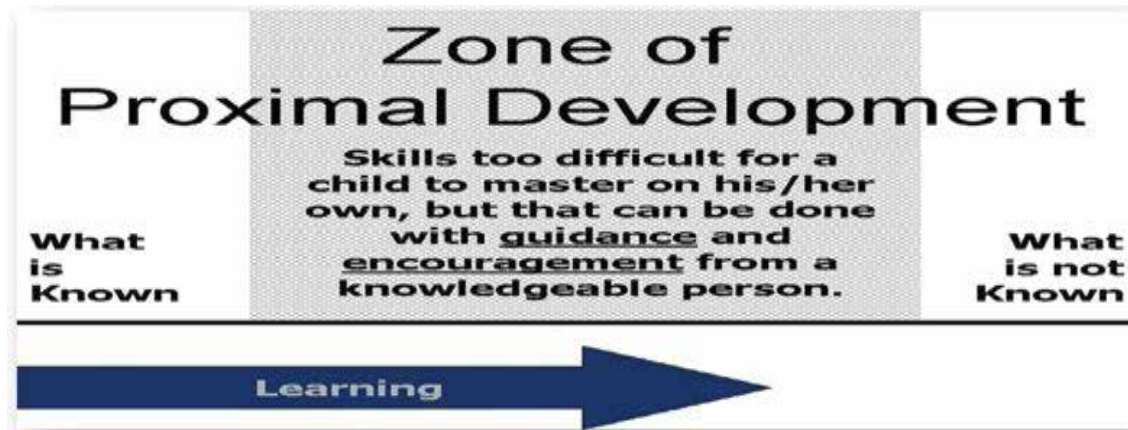 Zone of
Proximal Development
Skills too difficult for a
child to master on his/her
own, but that can be done
with guidance and
encouragement from a
knowledgeable person.
What
is
Known
What
is not
Known
Learning